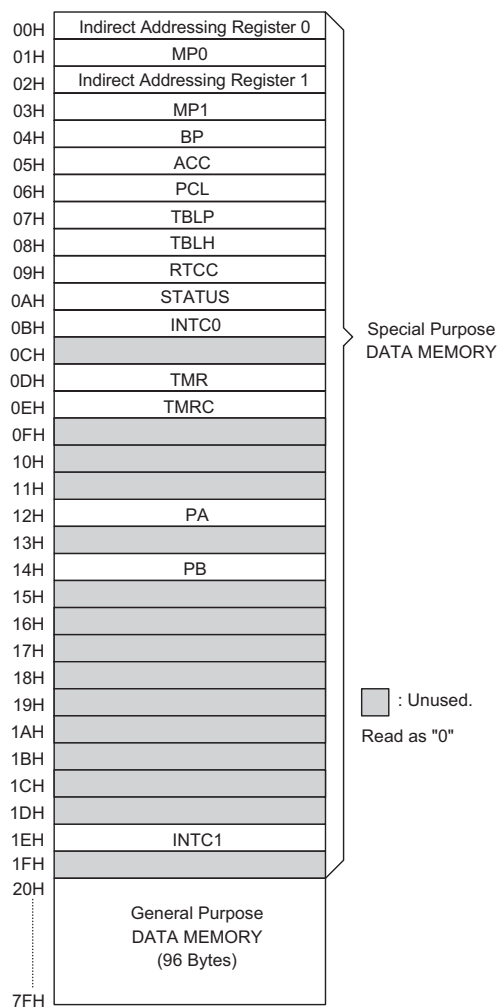 00H Indirect Addressing Register 0
01H MP0
02H Indirect Addressing Register 1
03H MP1
04H BP
05H ACC
06H PCL
07H TBLP
08H TBLH
09H RTCC
0AH STATUS
0BH INTC0
0CH
0DH TMR
0EH TMRC
0FH
10H
11H
12H PA
13H
14H PB
15H
16H
17H
18H
19H
1AH
1BH
1CH
1DH
1EH INTC1
1FH
20H
General Purpose
DATA MEMORY
(96 Bytes)
7FH
Special Purpose
DATA MEMORY
: Unused.
Read as "0"